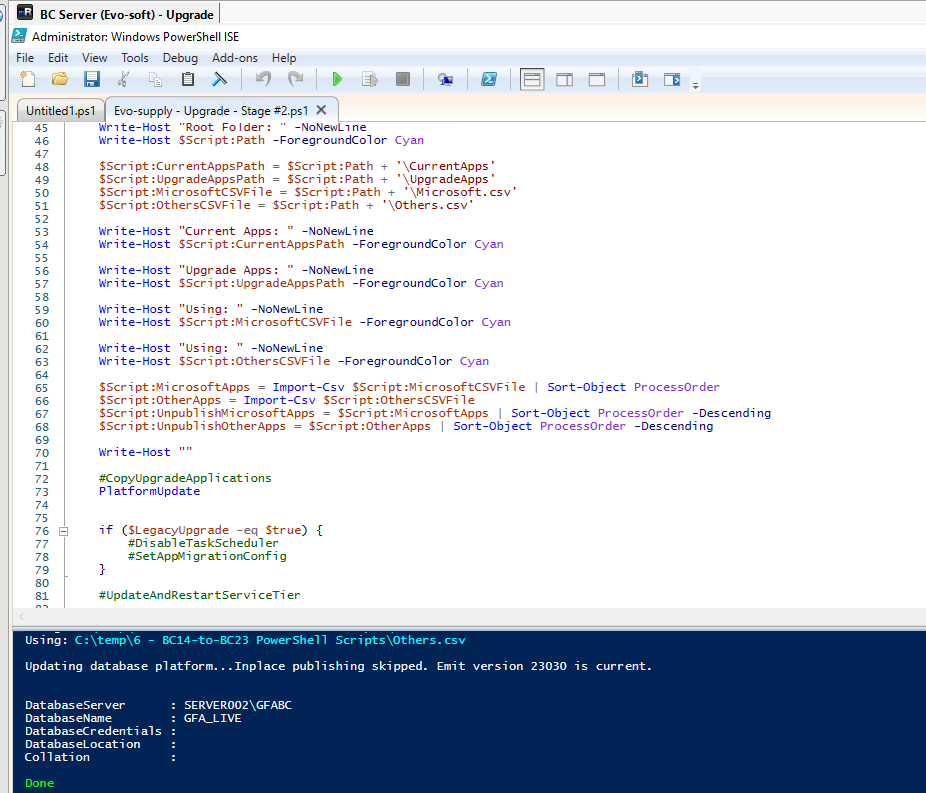 BC Server (Evo-soft) - Upgrade
Administrator: Windows PowerShell ISE
File Edit View Tools Debug Add-ons Help
Untitled1.ps1 Evo-supply - Upgrade - Stage #2.ps1 X
45 Write-Host "Root Folder: " -NoNewLine
46 Write-Host $Script:Path -ForegroundColor Cyan
47
48 $Script:CurrentAppsPath = $Script:Path + '\CurrentApps'
49 $Script:UpgradeAppsPath = $Script:Path + '\UpgradeApps'
50 $Script:MicrosoftCSVFile = $Script:Path + '\Microsoft.csv'
51 $Script:OthersCSVFile = $Script:Path + '\Others.csv'
52
53 Write-Host "Current Apps: " -NoNewLine
54 Write-Host $Script:CurrentAppsPath -ForegroundColor Cyan
55
56 Write-Host "Upgrade Apps: " -NoNewLine
57 Write-Host $Script:UpgradeAppsPath -ForegroundColor Cyan
58
59 Write-Host "Using: " -NoNewLine
60 Write-Host $Script:MicrosoftCSVFile -ForegroundColor Cyan
61
62 Write-Host "Using: " -NoNewLine
63 Write-Host $Script:OthersCSVFile -ForegroundColor Cyan
64
65 $Script:MicrosoftApps = Import-Csv $Script:MicrosoftCSVFile | Sort-Object ProcessOrder
66 $Script:OtherApps = Import-Csv $Script:OthersCSVFile
67 $Script:UnpublishMicrosoftApps = $Script:MicrosoftApps | Sort-Object ProcessOrder -Descending
68 $Script:UnpublishOtherApps = $Script:OtherApps | Sort-Object ProcessOrder -Descending
69
70 Write-Host ""
71
72 #CopyUpgradeApplications
73 PlatformUpdate
74
75
76 if ($LegacyUpgrade -eq $true) {
77 #DisableTaskScheduler
78 #SetAppMigrationConfig
79 }
80
81 #UpdateAndRestartServiceTier
82
Using: C:\temp\6 - BC14-to-BC23 PowerShell Scripts\Others.csv
Updating database platform...Inplace publishing skipped. Emit version 23030 is current.
DatabaseServer : SERVER002\GFABC
DatabaseName : GFA_LIVE
DatabaseCredentials :
DatabaseLocation :
Collation :
Done